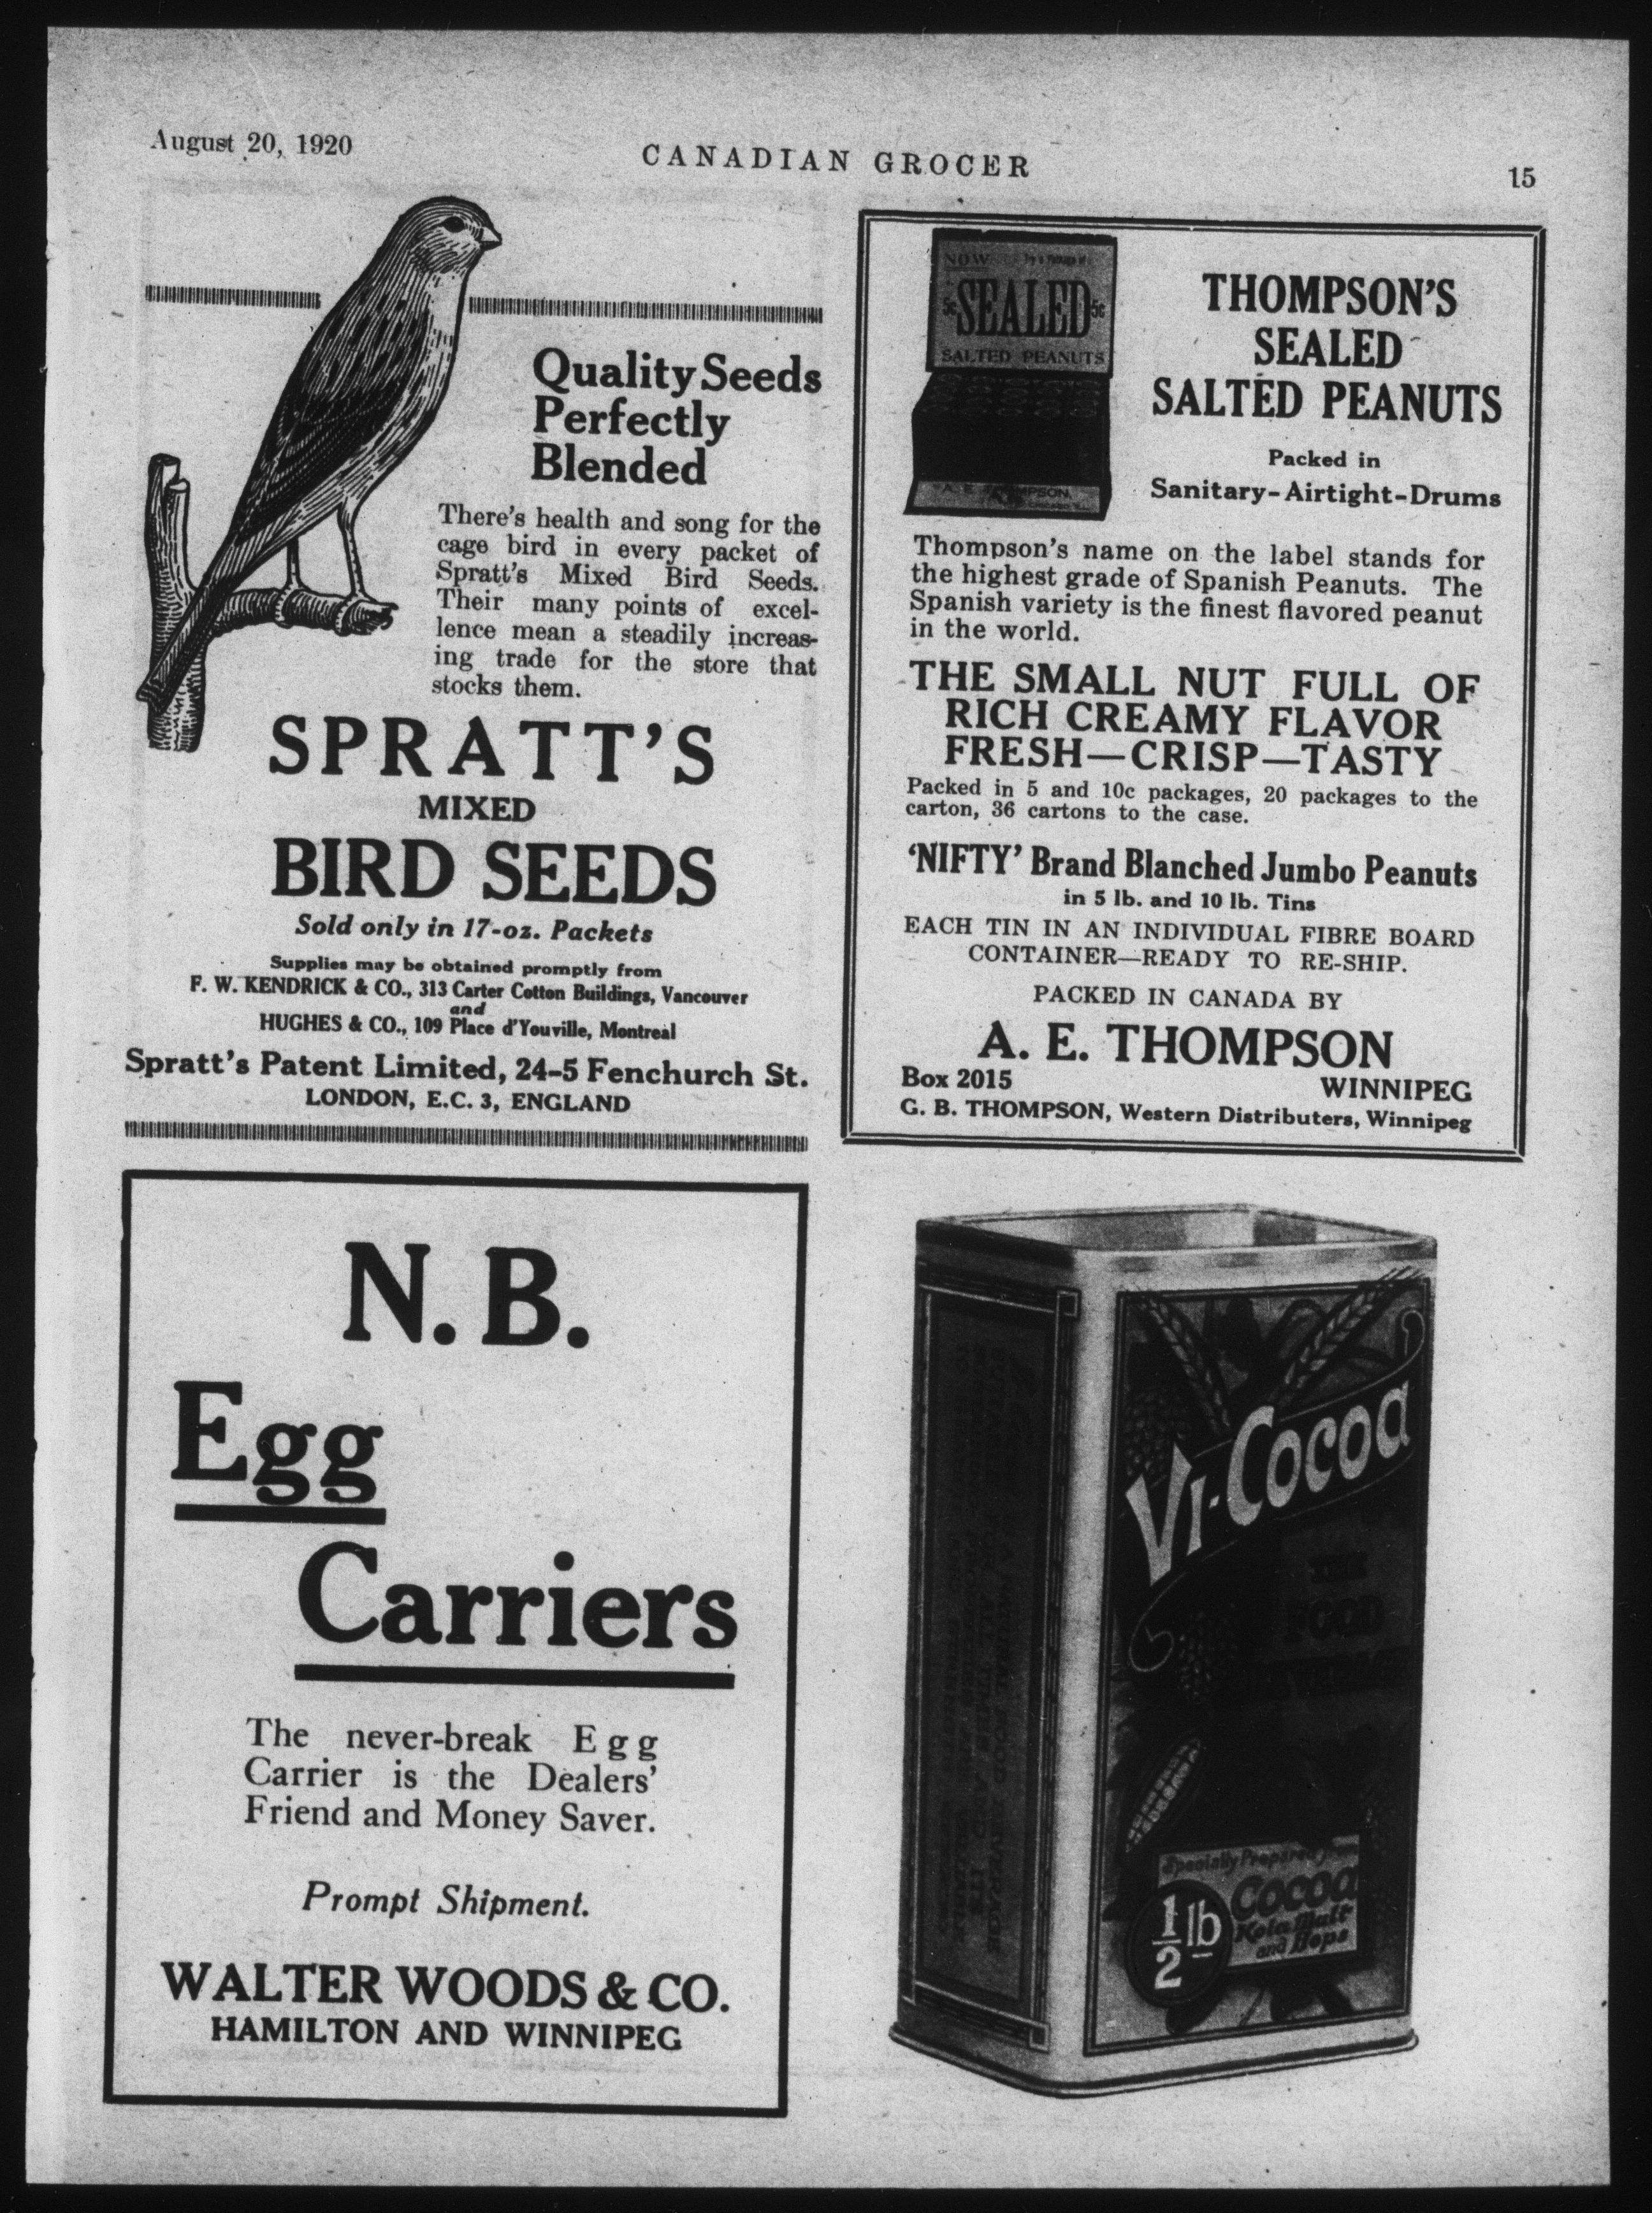 August 20, 1920
CANADIAN GROCER
15
Quality Seeds
Perfectly
Blended
There's health and song for the
cage bird in every packet of
Spratt's Mixed Bird Seeds.
Their many points of excel-
lence mean a steadily increas-
ing trade for the store that
stocks them.
SPRATT'S
MIXED
BIRD SEEDS
Sold only in 17-oz. Packets
Supplies may be obtained promptly from
F. W. KENDRICK & CO., 313 Carter Cotton Buildings, Vancouver
and
HUGHES & CO., 109 Place d'Youville, Montreal
Spratt's Patent Limited, 24-5 Fenchurch St.
LONDON, E.C. 3, ENGLAND
NOW
5c SEALED 5c
SALTED PEANUTS
THOMPSON'S
SEALED
SALTED PEANUTS
Packed in
Sanitary-Airtight-Drums
Thompson's name on the label stands for
the highest grade of Spanish Peanuts. The
Spanish variety is the finest flavored peanut
in the world.
THE SMALL NUT FULL OF
RICH CREAMY FLAVOR
FRESH—CRISP—TASTY
Packed in 5 and 10c packages, 20 packages to the
carton, 36 cartons to the case.
'NIFTY' Brand Blanched Jumbo Peanuts
in 5 lb. and 10 lb. Tins
EACH TIN IN AN INDIVIDUAL FIBRE BOARD
CONTAINER—READY TO RE-SHIP.
PACKED IN CANADA BY
A. E. THOMPSON
Box 2015 WINNIPEG
G. B. THOMPSON, Western Distributers, Winnipeg
N. B.
Egg
Carriers
The never-break Egg
Carrier is the Dealers'
Friend and Money Saver.
Prompt Shipment.
WALTER WOODS & CO.
HAMILTON AND WINNIPEG
Vi-Cocoa
THE
FOOD
BEVERAGE
Specially Prepared from
Cocoa
Kola Malt
and Hops
1/2 lb